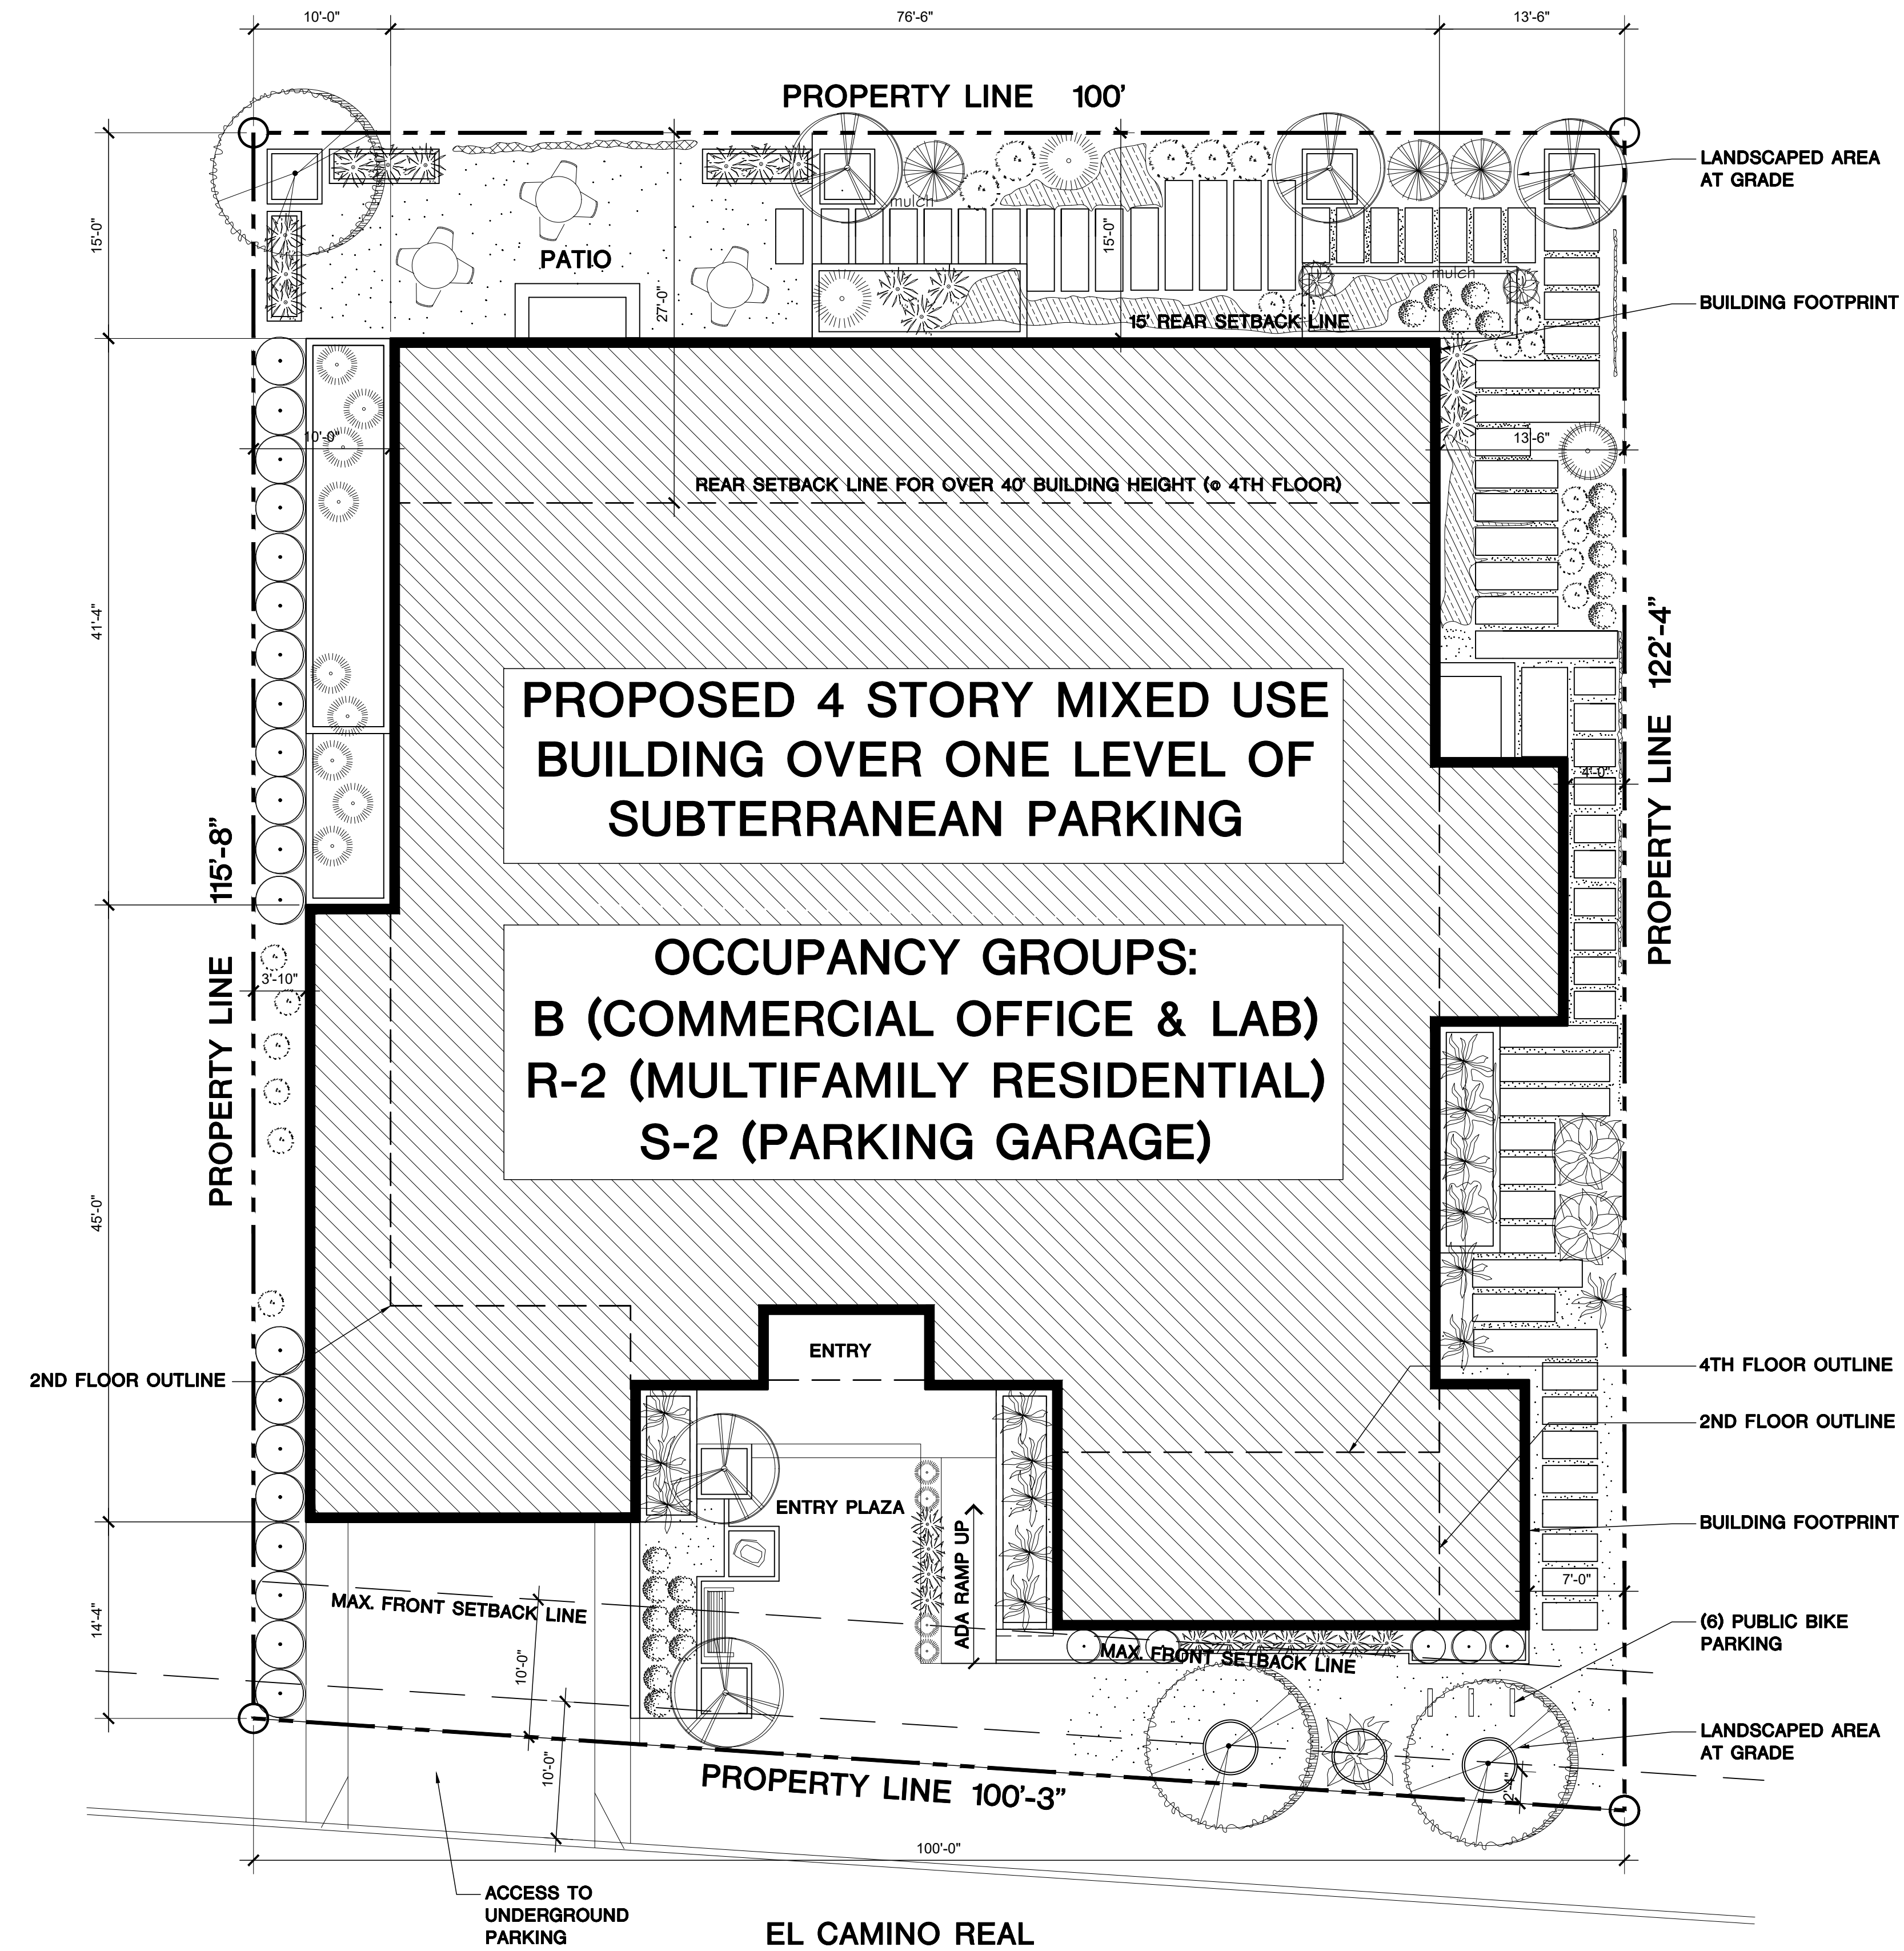 10'-0"
76'-6"
13'-6"
PROPERTY LINE 100'
LANDSCAPED AREA
AT GRADE
mulch
15'-0"
15'-0"
PATIO
27'-0"
mulch
BUILDING FOOTPRINT
15' REAR SETBACK LINE
10'-0"
13'-6"
REAR SETBACK LINE FOR OVER 40' BUILDING HEIGHT (@ 4TH FLOOR)
41'-4"
PROPERTY LINE 122'-4"
PROPOSED 4 STORY MIXED USE
BUILDING OVER ONE LEVEL OF
SUBTERRANEAN PARKING
4'-0"
PROPERTY LINE 115'-8"
OCCUPANCY GROUPS:
B (COMMERCIAL OFFICE & LAB)
R-2 (MULTIFAMILY RESIDENTIAL)
S-2 (PARKING GARAGE)
3'-10"
45'-0"
ENTRY
2ND FLOOR OUTLINE
4TH FLOOR OUTLINE
2ND FLOOR OUTLINE
ENTRY PLAZA
ADA RAMP UP
BUILDING FOOTPRINT
7'-0"
MAX. FRONT SETBACK LINE
14'-4"
(6) PUBLIC BIKE
PARKING
MAX. FRONT SETBACK LINE
10'-0"
LANDSCAPED AREA
AT GRADE
10'-0"
PROPERTY LINE 100'-3"
2'-4"
100'-0"
ACCESS TO
UNDERGROUND
PARKING
EL CAMINO REAL